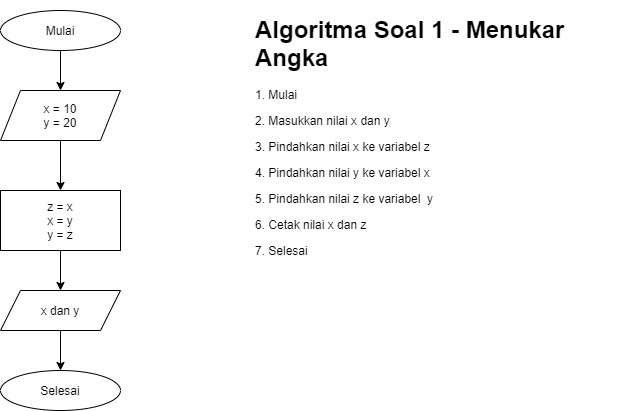 Mulai
x = 10
y = 20
z = x
x = y
y = z
x dan y
Selesai
Algoritma Soal 1 - Menukar
Angka
1. Mulai
2. Masukkan nilai x dan y
3. Pindahkan nilai x ke variabel z
4. Pindahkan nilai y ke variabel x
5. Pindahkan nilai z ke variabel y
6. Cetak nilai x dan z
7. Selesai